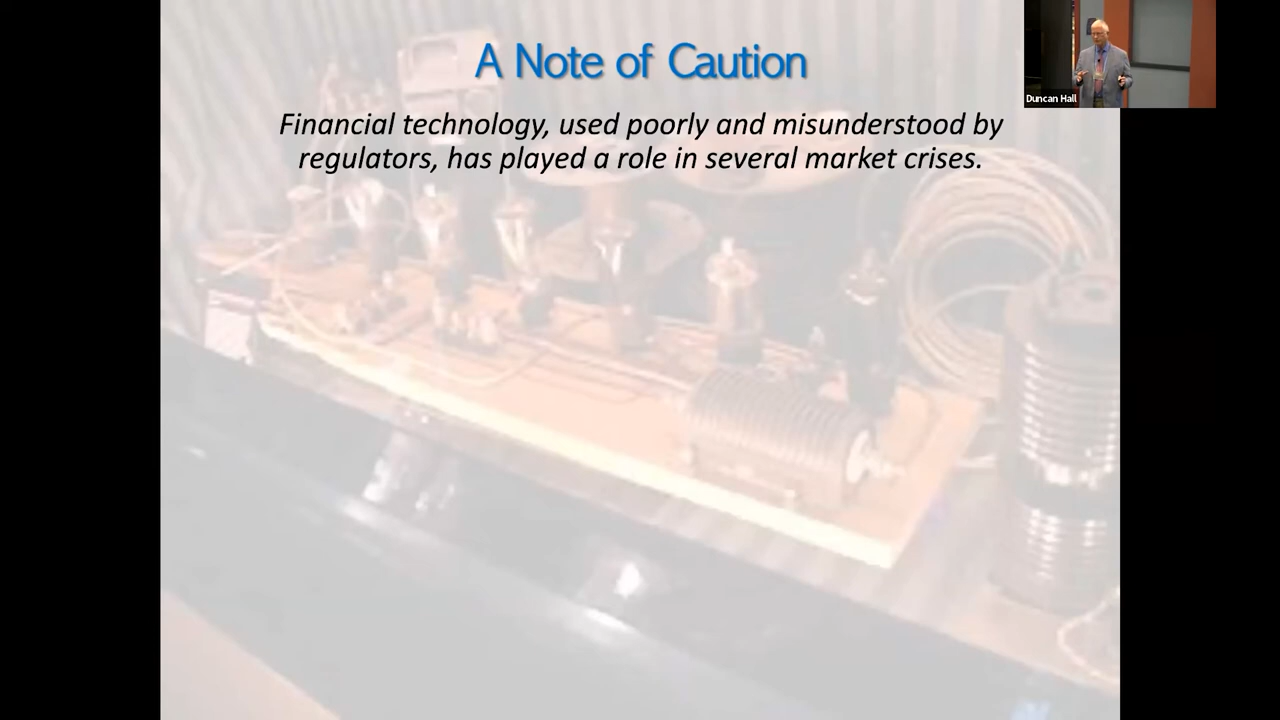 A Note of Caution
Financial technology, used poorly and misunderstood by
regulators, has played a role in several market crises.
Duncan Hall